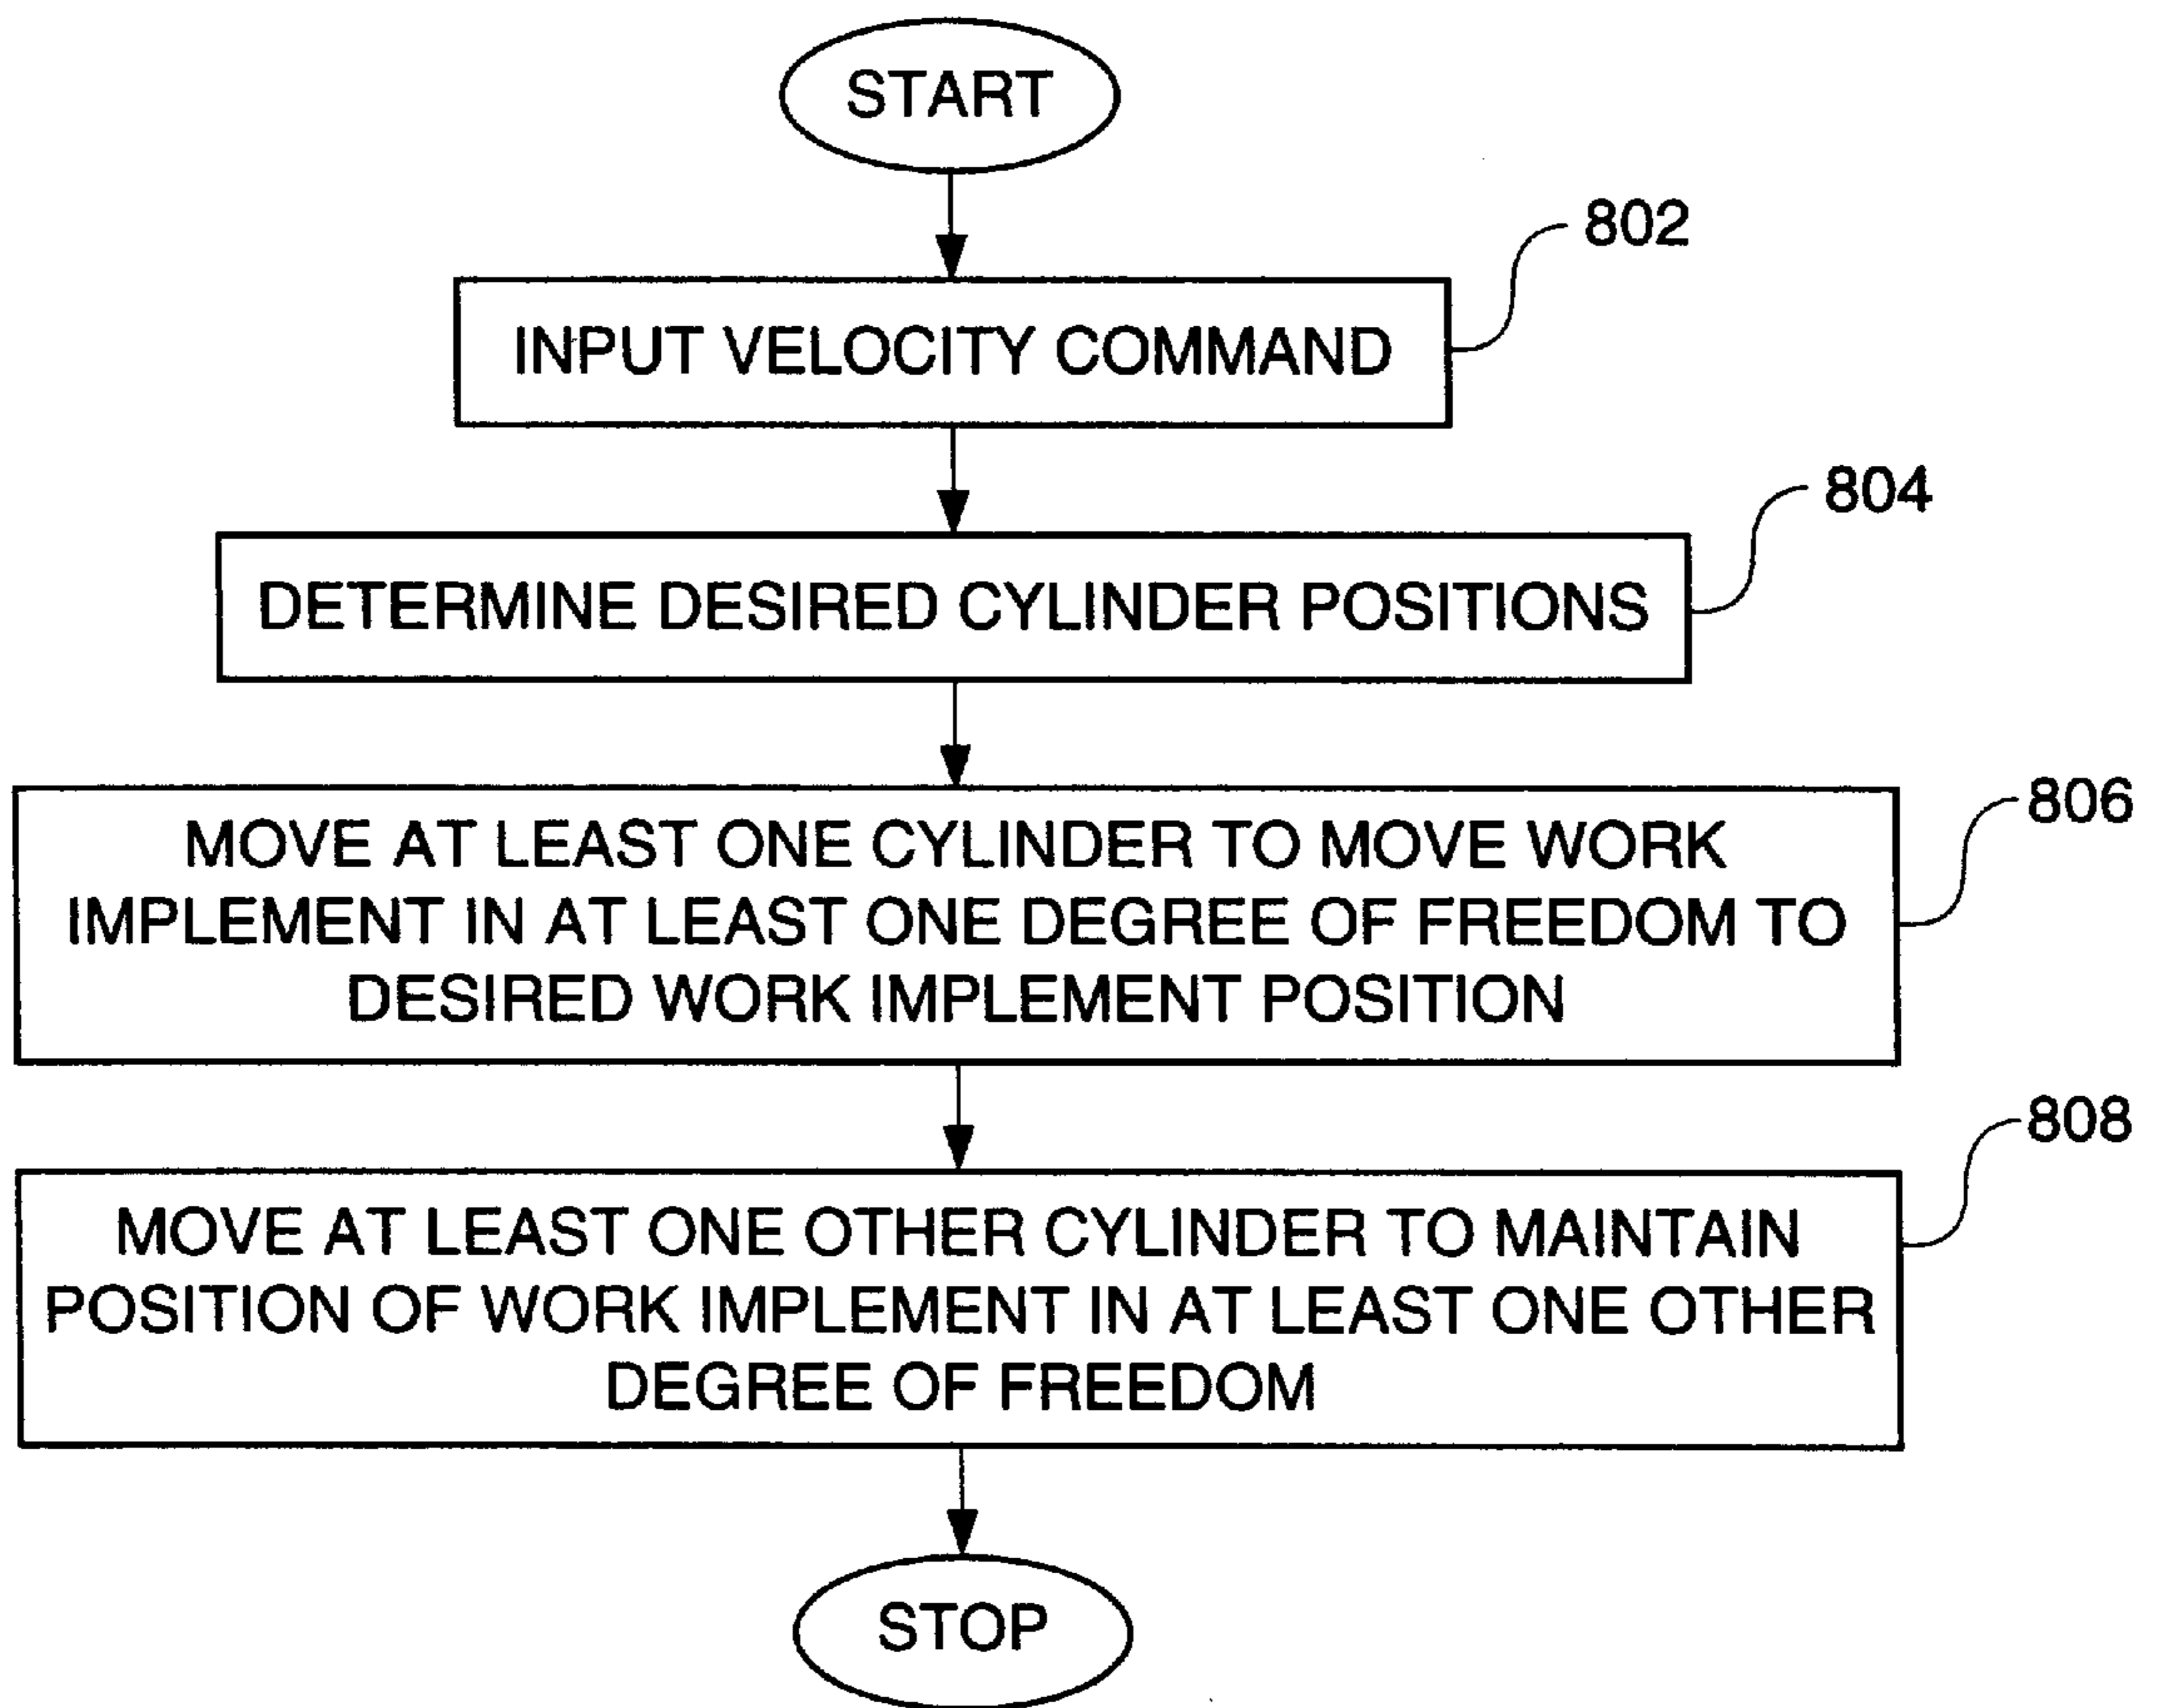 START
802
INPUT VELOCITY COMMAND
804
DETERMINE DESIRED CYLINDER POSITIONS
806
MOVE AT LEAST ONE CYLINDER TO MOVE WORK
IMPLEMENT IN AT LEAST ONE DEGREE OF FREEDOM TO
DESIRED WORK IMPLEMENT POSITION
808
MOVE AT LEAST ONE OTHER CYLINDER TO MAINTAIN
POSITION OF WORK IMPLEMENT IN AT LEAST ONE OTHER
DEGREE OF FREEDOM
STOP